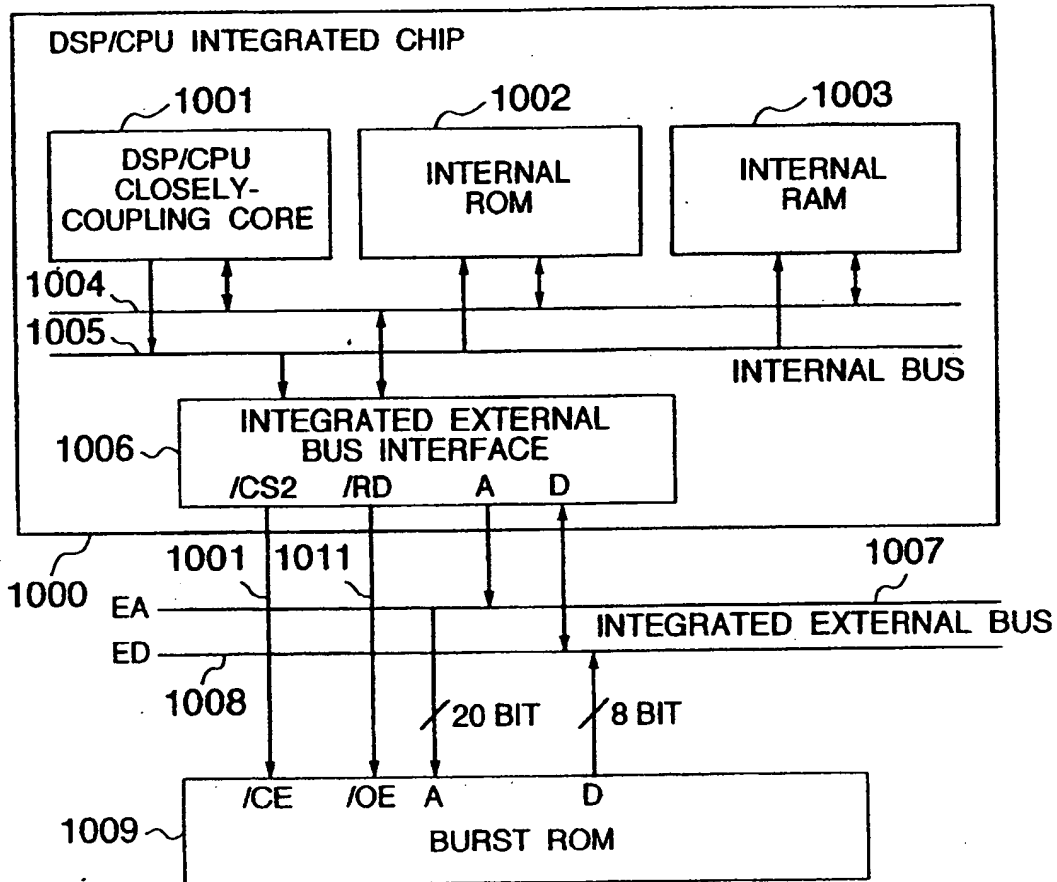 DSP/CPU INTEGRATED CHIP
1001
1002
1003
DSP/CPU
CLOSELY-
COUPLING CORE
INTERNAL
ROM
INTERNAL
RAM
1004
1005
INTERNAL BUS
INTEGRATED EXTERNAL
BUS INTERFACE
1006
/CS2 /RD A D
1000
1001
1011
1007
EA
INTEGRATED EXTERNAL BUS
ED
1008
20 BIT
8 BIT
/CE /OE A D
1009
BURST ROM